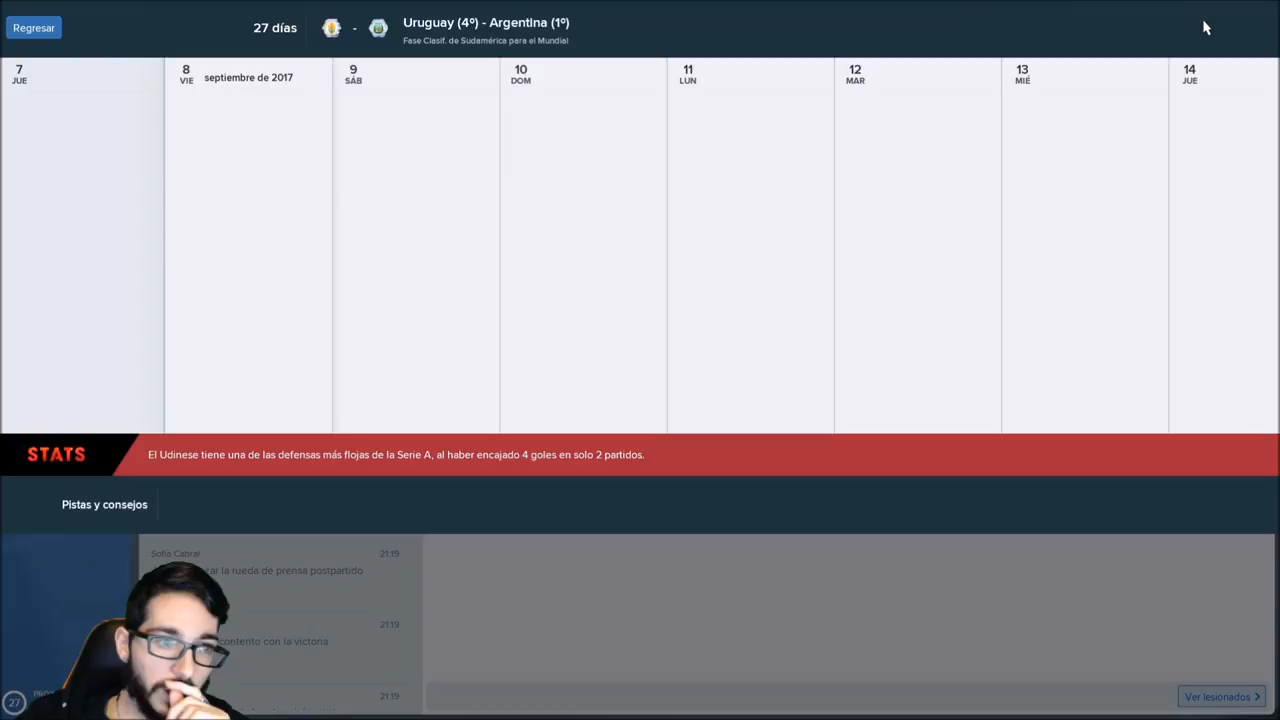 Regresar
27 días
Uruguay (4º) - Argentina (1º)
Fase Clasif. de Sudamérica para el Mundial
7
JUE
8
VIE
septiembre de 2017
9
SÁB
10
DOM
11
LUN
12
MAR
13
MIÉ
14
JUE
STATS
El Udinese tiene una de las defensas más flojas de la Serie A, al haber encajado 4 goles en solo 2 partidos.
Pistas y consejos
Sofía Cabral 21:19
la rueda de prensa postpartido
21:19
contento con la victoria
21:19
27
Ver lesionados